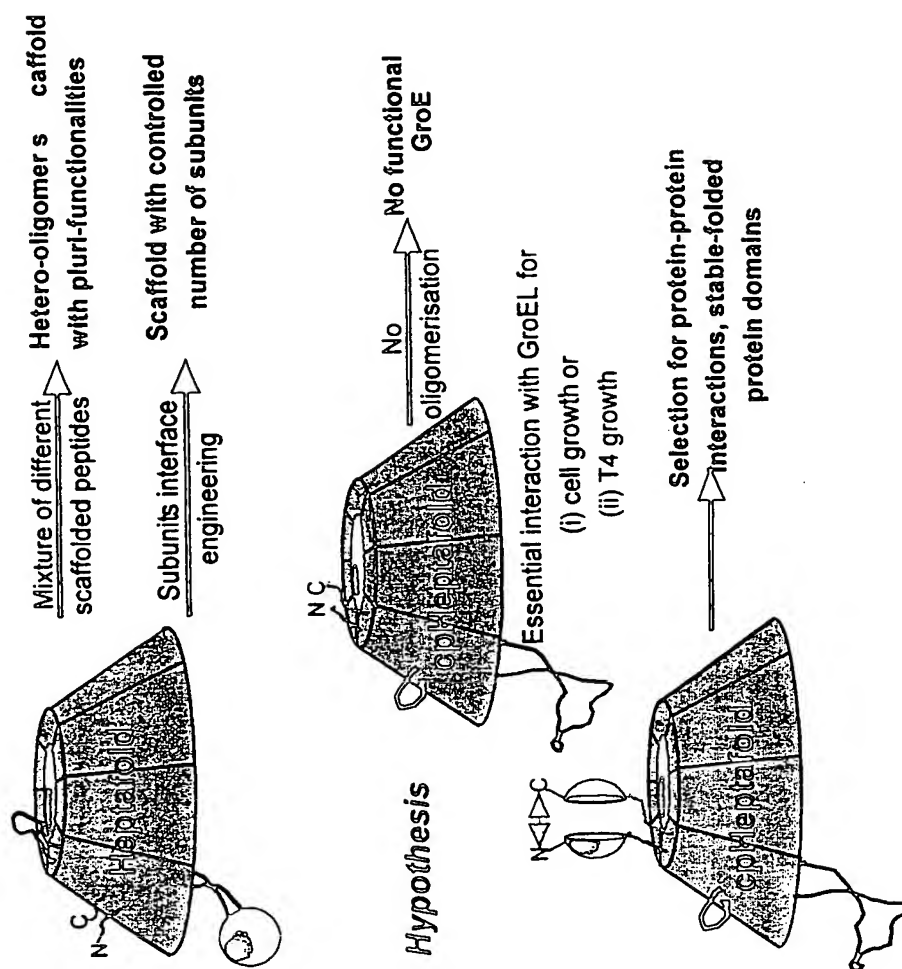 Mixture of different
scaffolded peptides
Hetero-oligomer s caffold
with pluri-functionalities
Subunits interface
engineering
Scaffold with controlled
number of subunits
Heptafold
N
C
Hypothesis
N C
cpHeptafold
No
oligomerisation
No functional
GroE
Essential interaction with GroEL for
(i) cell growth or
(ii) T4 growth
N
C
cpHeptafold
Selection for protein-protein
interactions, stable-folded
protein domains